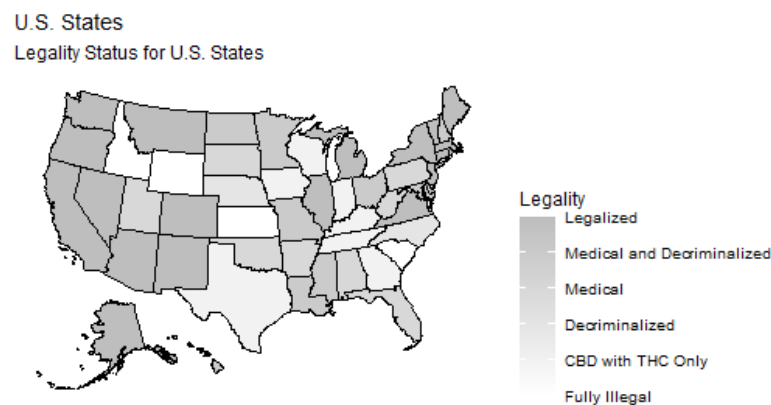 U.S. States
Legality Status for U.S. States
Legality
Legalized
Medical and Decriminalized
Medical
Decriminalized
CBD with THC Only
Fully Illegal